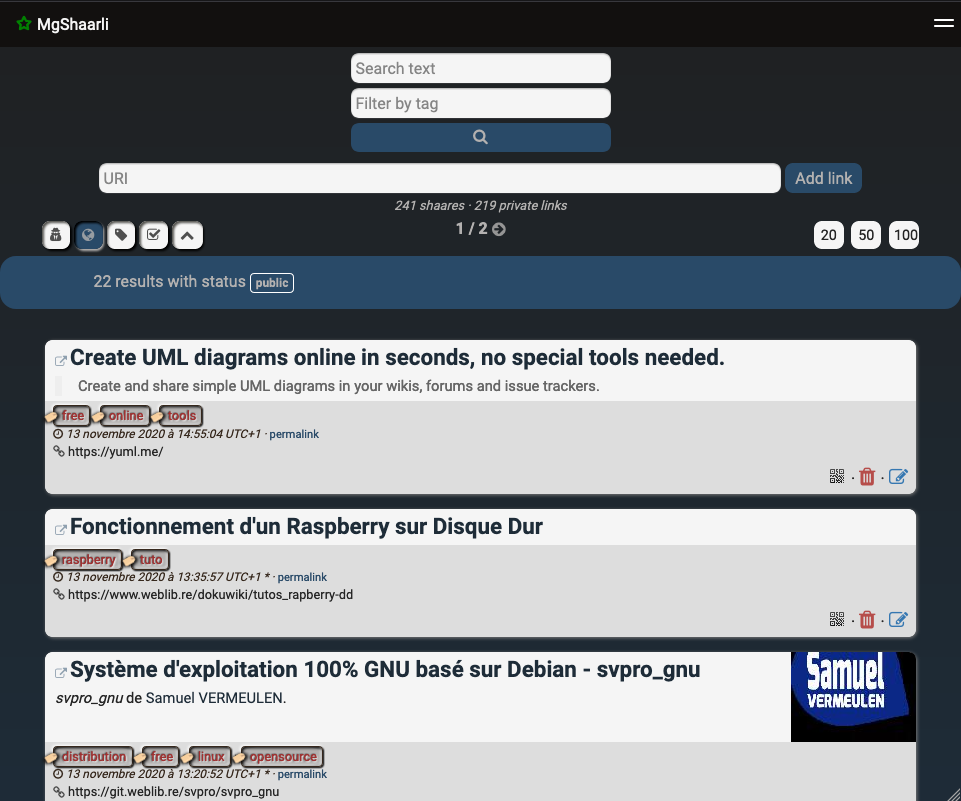 MgShaarli
Search text
Filter by tag
URI
Add link
241 shaares · 219 private links
1 / 2
20 50 100
22 results with status public
Create UML diagrams online in seconds, no special tools needed.
Create and share simple UML diagrams in your wikis, forums and issue trackers.
free online tools
13 novembre 2020 à 14:55:04 UTC+1 · permalink
https://yuml.me/
Fonctionnement d'un Raspberry sur Disque Dur
raspberry tuto
13 novembre 2020 à 13:35:57 UTC+1 * · permalink
https://www.weblib.re/dokuwiki/tutos_rapberry-dd
Système d'exploitation 100% GNU basé sur Debian - svpro_gnu
svpro_gnu de Samuel VERMEULEN.
Samuel
VERMEULEN
distribution free linux opensource
13 novembre 2020 à 13:20:52 UTC+1 * · permalink
https://git.weblib.re/svpro/svpro_gnu